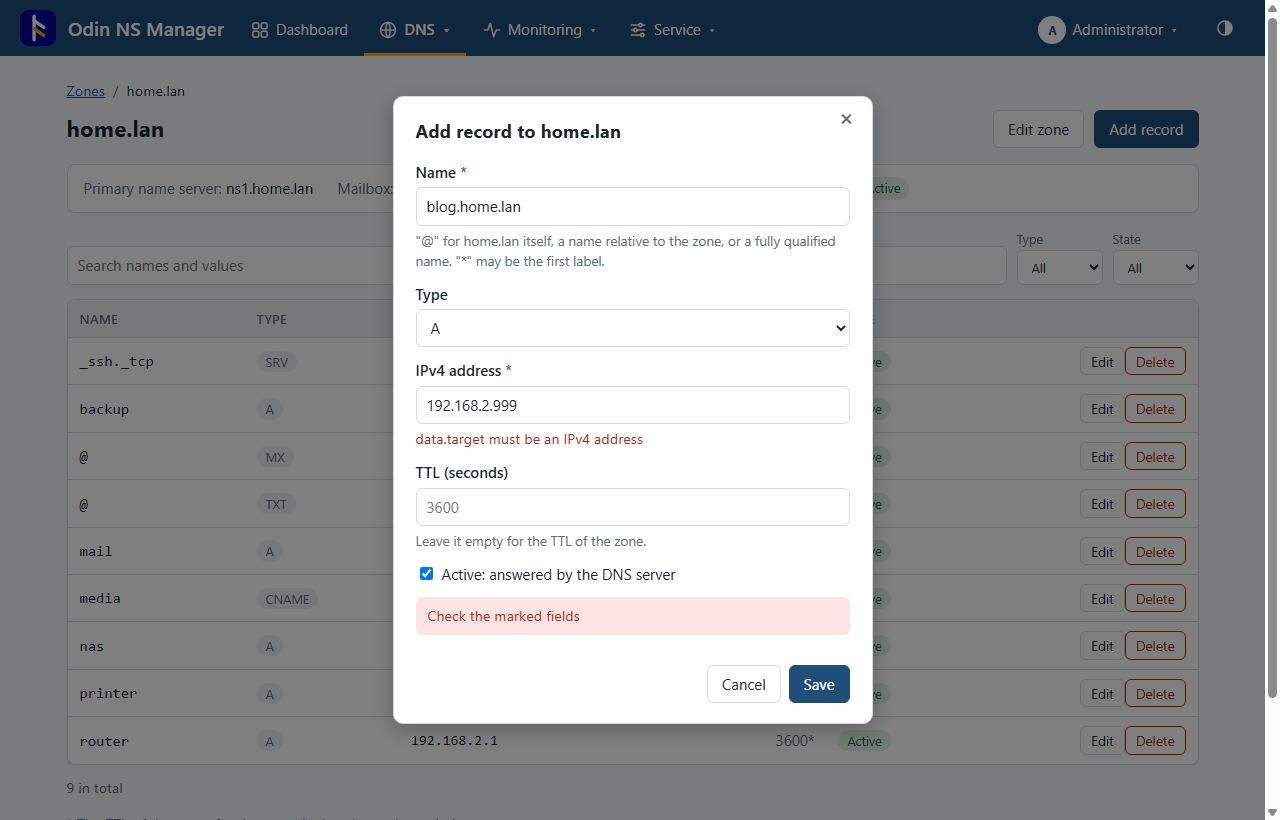 Odin NS Manager
Dashboard
DNS
Monitoring
Service
A
Administrator
Zones / home.lan
home.lan
Edit zone
Add record
Primary name server: ns1.home.lan
Mailbox:
Search names and values
Type
State
All
All
NAME
TYPE
_ssh._tcp SRV Edit Delete
backup A Edit Delete
@ MX Edit Delete
@ TXT Edit Delete
mail A Edit Delete
media CNAME Edit Delete
nas A Edit Delete
printer A Edit Delete
router A 192.168.2.1 3600* Active Edit Delete
9 in total
Add record to home.lan
Name *
blog.home.lan
"@" for home.lan itself, a name relative to the zone, or a fully qualified
name. "*" may be the first label.
Type
A
IPv4 address *
192.168.2.999
data.target must be an IPv4 address
TTL (seconds)
3600
Leave it empty for the TTL of the zone.
Active: answered by the DNS server
Check the marked fields
Cancel
Save